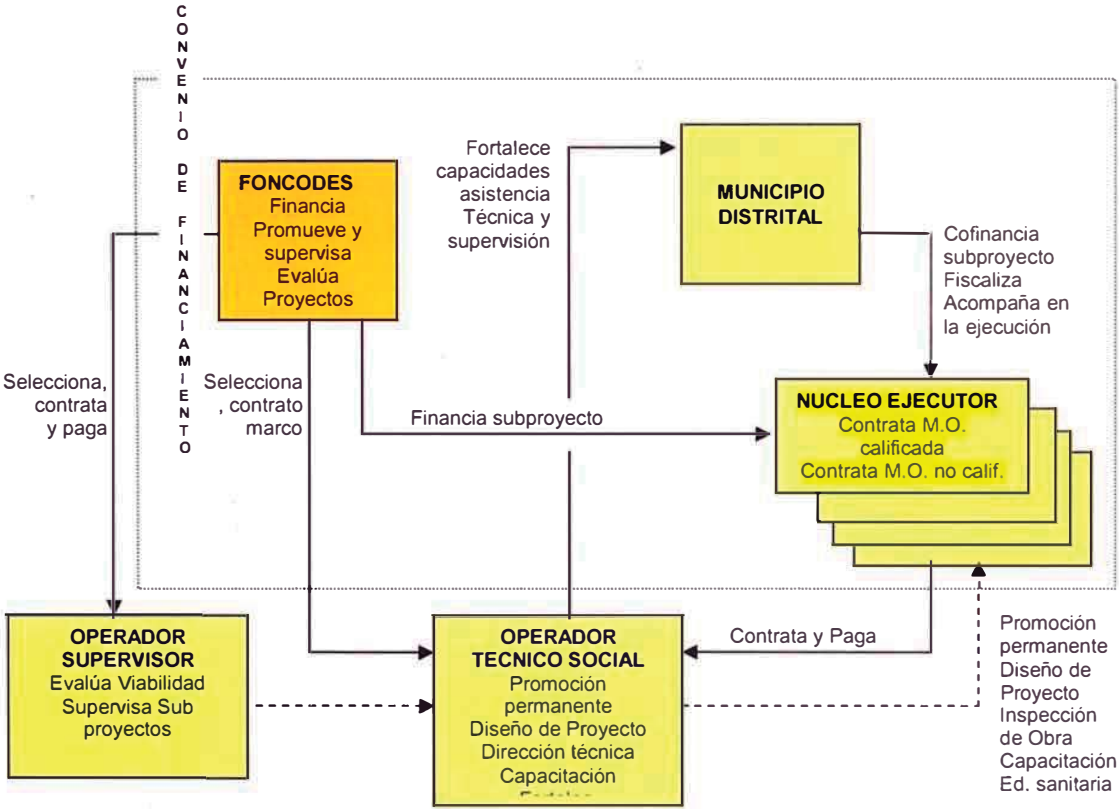 CONVENIO DE FINANCIAMIENTO
FONCODES
Financia
Promueve y
supervisa
Evalúa
Proyectos
Fortalece
capacidades
asistencia
Técnica y
supervisión
MUNICIPIO
DISTRITAL
Cofinancia
subproyecto
Fiscaliza
Acompaña en
la ejecución
Selecciona,
contrata
y paga
Selecciona
, contrato
marco
Financia subproyecto
NUCLEO EJECUTOR
Contrata M.O.
calificada
Contrata M.O. no calif.
OPERADOR
SUPERVISOR
Evalúa Viabilidad
Supervisa Sub
proyectos
OPERADOR
TECNICO SOCIAL
Promoción
permanente
Diseño de Proyecto
Dirección técnica
Capacitación
Contrata y Paga
Promoción
permanente
Diseño de
Proyecto
Inspección
de Obra
Capacitación
Ed. sanitaria